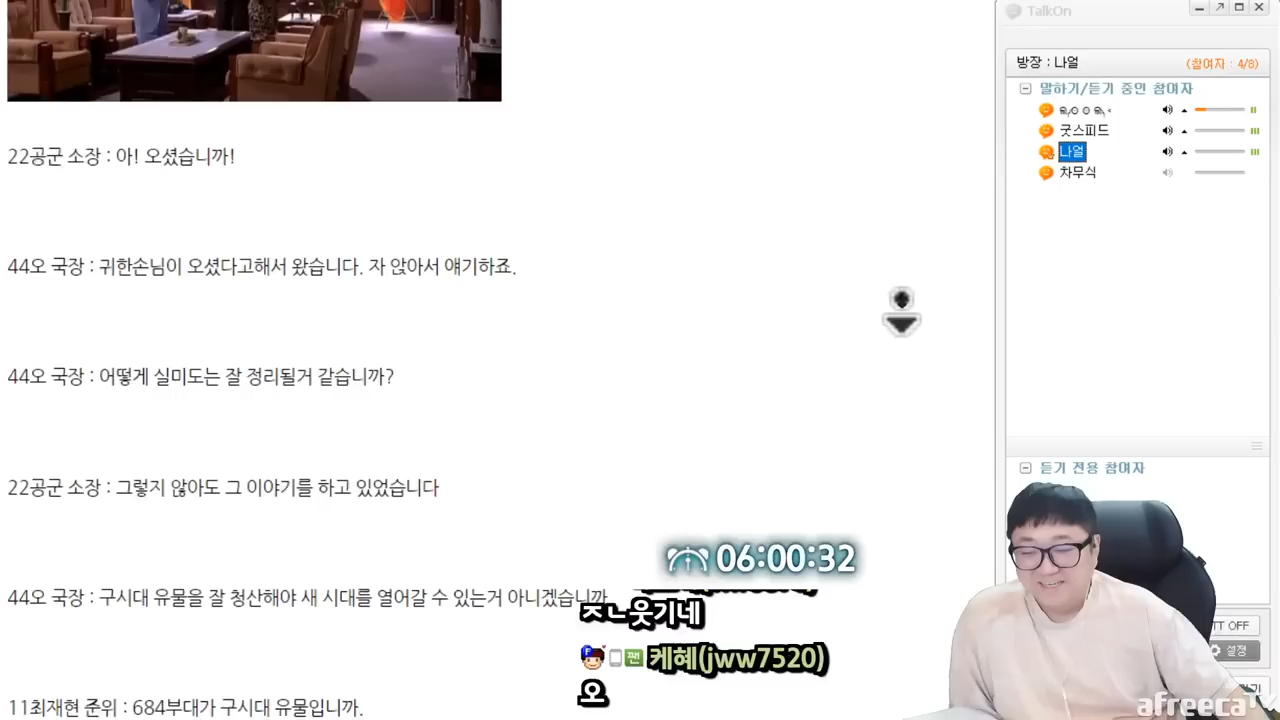 TalkOn
방장 : 나얼
(참여자 : 4/8)
말하기/듣기 중인 참여자
굿스피드
나얼
차무식
22공군 소장 : 아! 오셨습니까!
44오 국장 : 귀한손님이 오셨다고해서 왔습니다. 자 앉아서 얘기하죠.
44오 국장 : 어떻게 실미도는 잘 정리될거 같습니까?
22공군 소장 : 그렇지 않아도 그 이야기를 하고 있었습니다
듣기 전용 참여자
06:00:32
44오 국장 : 구시대 유물을 잘 청산해야 새 시대를 열어갈 수 있는거 아니겠습니까
ㅈㄴ웃기네
케헤(jww7520)
오
TT OFF
설정
11최재현 준위 : 684부대가 구시대 유물입니까.
afreecaTV